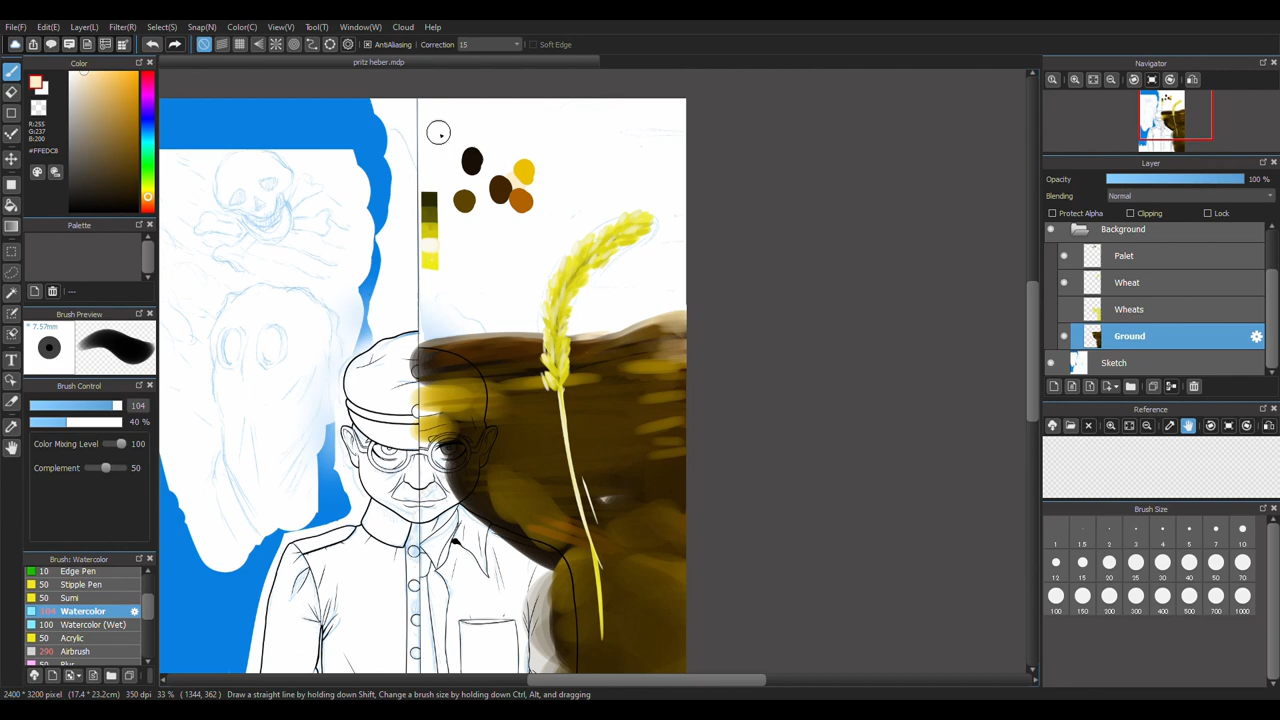 File(F) Edit(E) Layer(L) Filter(R) Select(S) Snap(N) Color(C) View(V) Tool(T) Window(W) Cloud Help
AntiAliasing Correction 15 Soft Edge
pritz heber.mdp
Color
R:255
G:237
B:200
#FFEDC8
Palette
---
Brush Preview
* 7.57mm
Brush Control
104
40 %
Color Mixing Level 100
Complement 50
Brush: Watercolor
10 Edge Pen
50 Stipple Pen
50 Sumi
104 Watercolor
100 Watercolor (Wet)
50 Acrylic
290 Airbrush
50 Blur
Navigator
Layer
Opacity 100 %
Blending Normal
Protect Alpha Clipping Lock
Background
Palet
Wheat
Wheats
Ground
Sketch
Reference
Brush Size
1 1.5 2 3 4 5 7 10
12 15 20 25 30 40 50 70
100 150 200 300 400 500 700 1000
2400 * 3200 pixel (17.4 * 23.2cm) 350 dpi 33 % ( 1344, 362 ) Draw a straight line by holding down Shift, Change a brush size by holding down Ctrl, Alt, and dragging